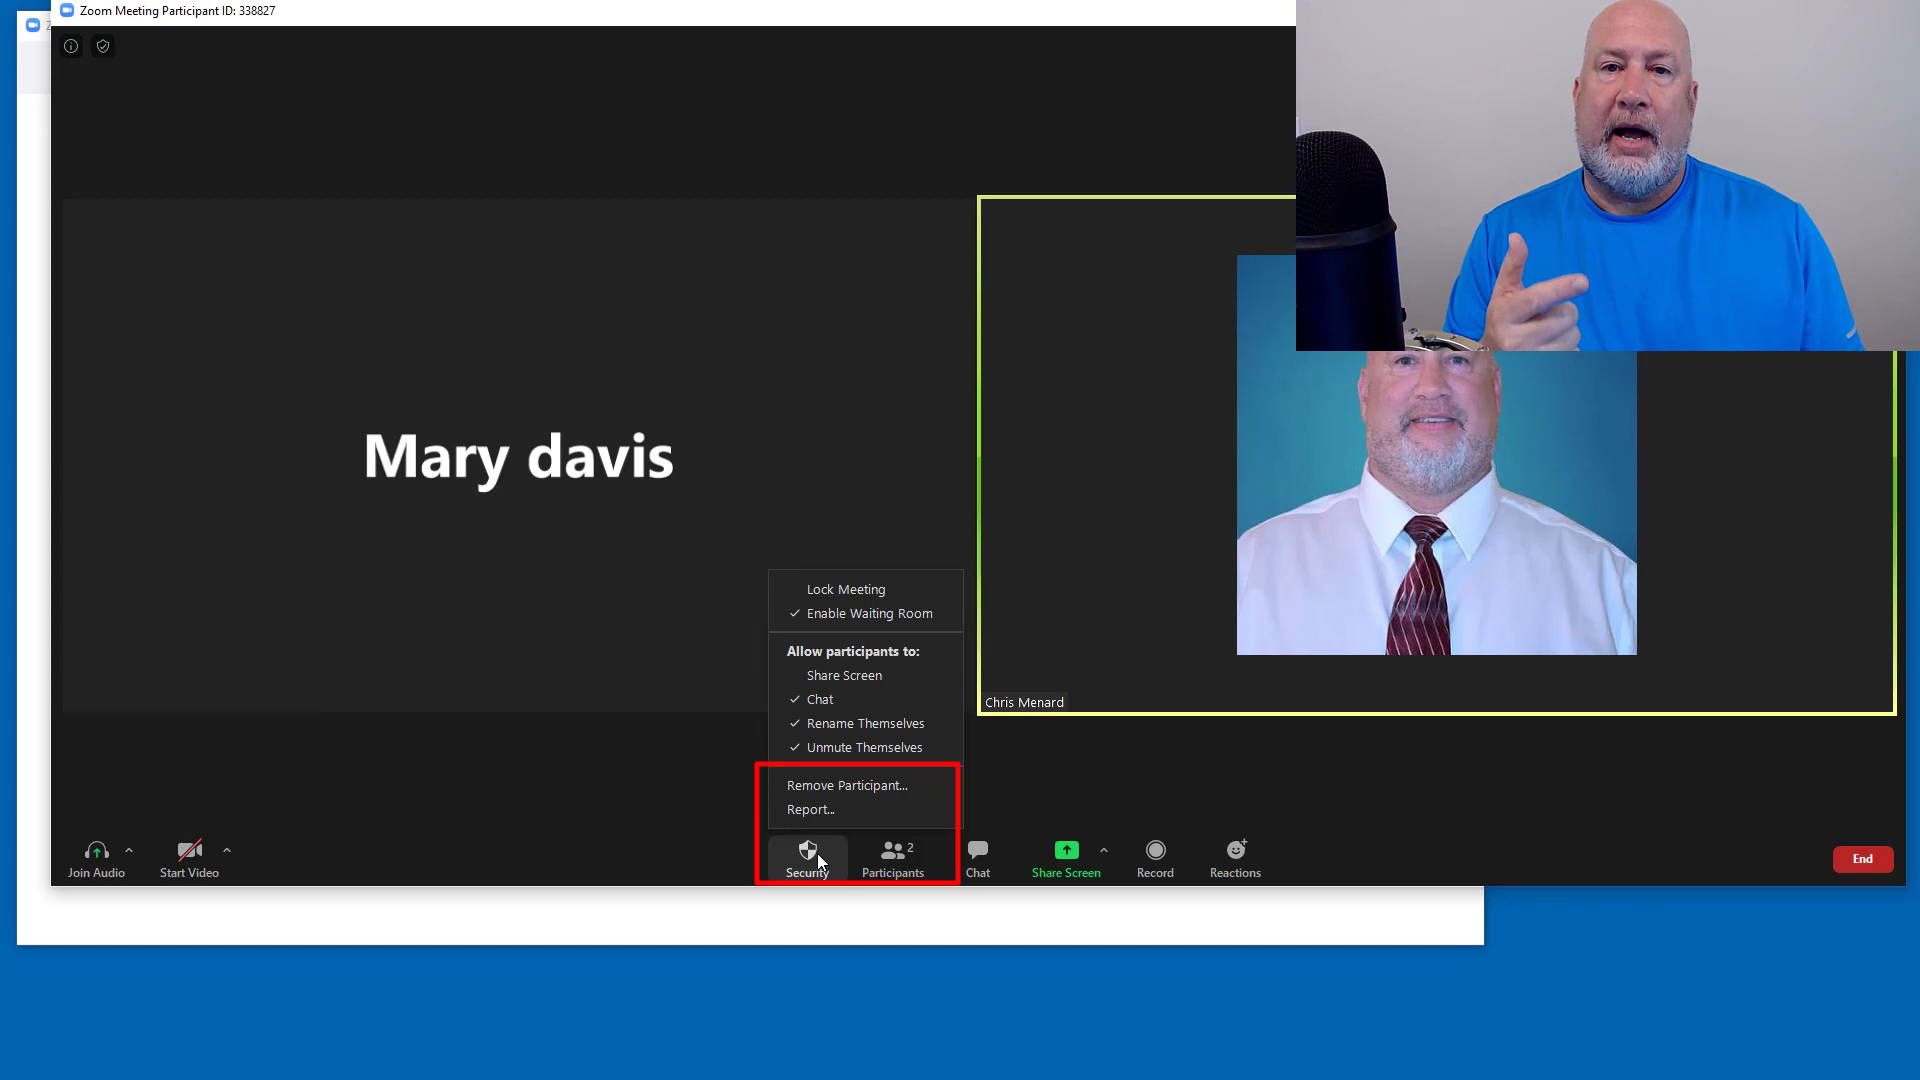 Zoom Meeting Participant ID: 338827
Mary davis
Chris Menard
Lock Meeting
✓ Enable Waiting Room
Allow participants to:
Share Screen
✓ Chat
✓ Rename Themselves
✓ Unmute Themselves
Remove Participant...
Report...
Join Audio
Start Video
Security
2
Participants
Chat
Share Screen
Record
Reactions
End